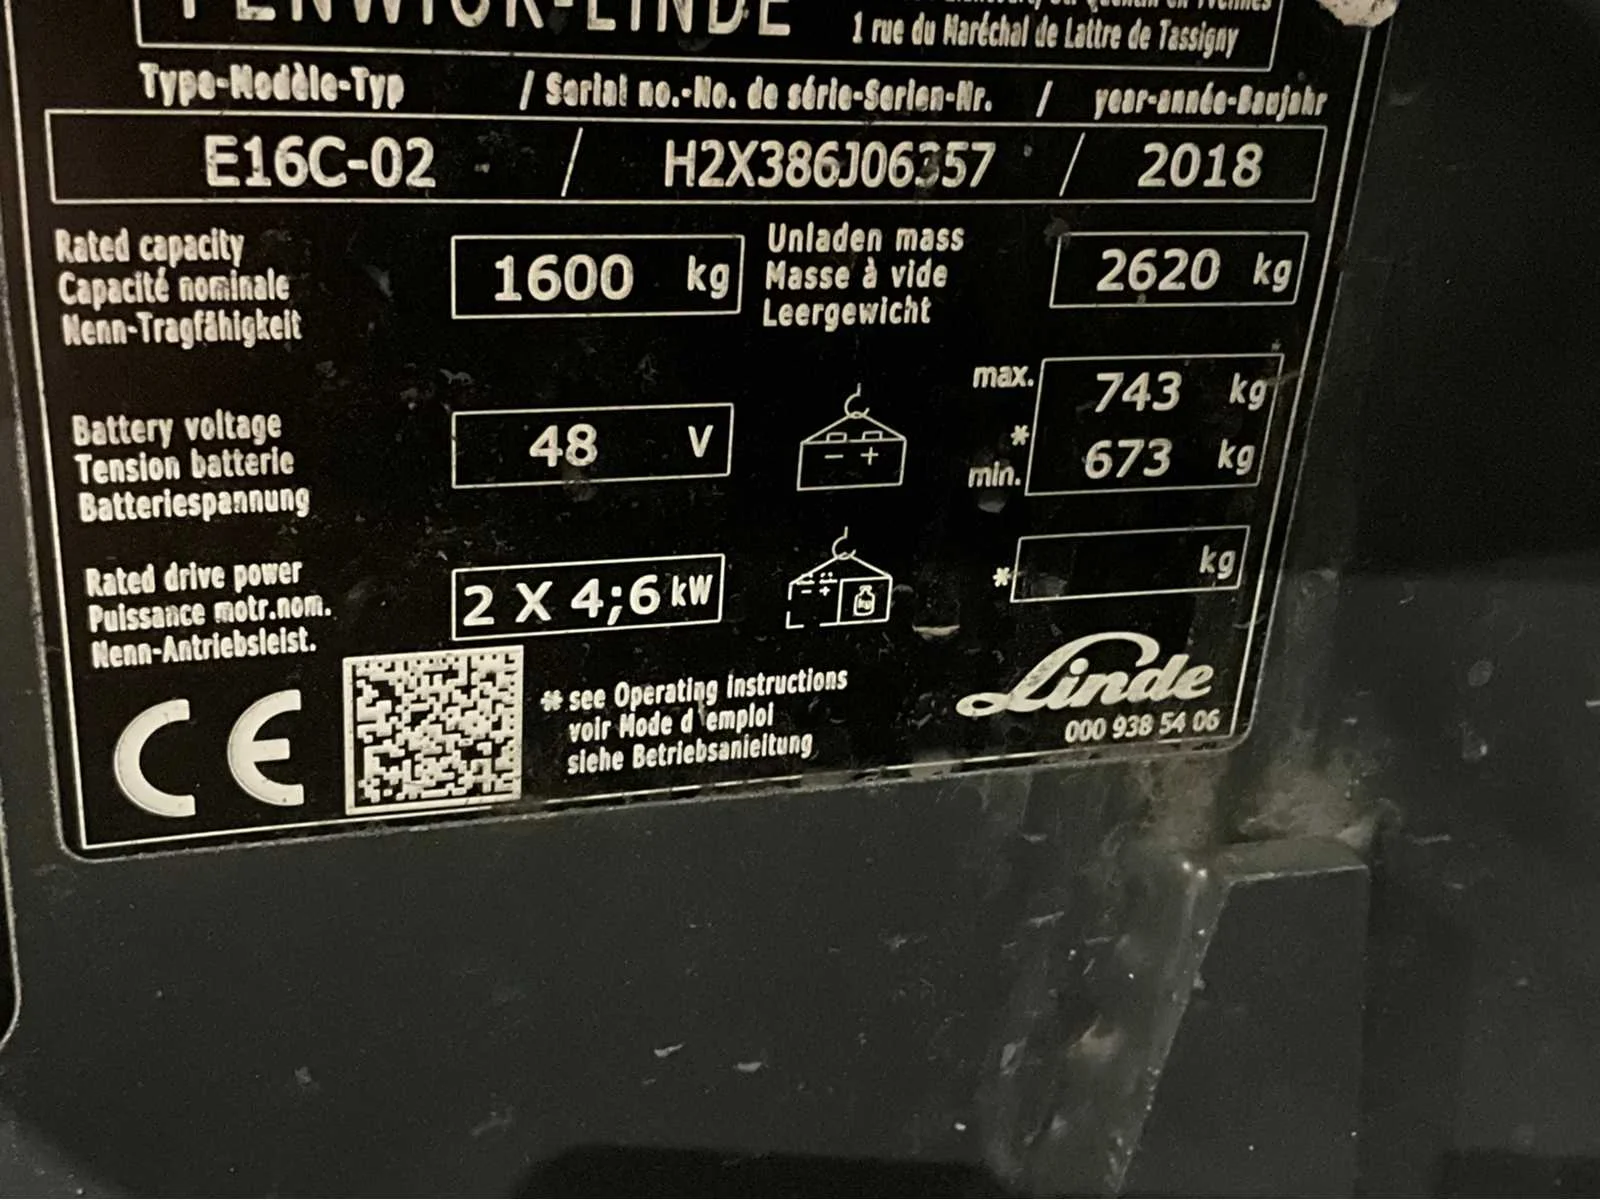 FENWICK-LINDE
1 rue du Maréchal de Lattre de Tassigny
Type-Modèle-Typ / Serial no.-No. de série-Serien-Nr. / year-année-Baujahr
E16C-02 / H2X386J06357 / 2018
Rated capacity
Capacité nominale
Nenn-Tragfähigkeit
1600 kg
Unladen mass
Masse à vide
Leergewicht
2620 kg
Battery voltage
Tension batterie
Batteriespannung
48 V
- +
max. 743 kg
*
min. 673 kg
Rated drive power
Puissance motr.nom.
Nenn-Antriebsleist.
2 X 4;6 kW
- +
kg
* kg
CE
* see Operating Instructions
voir Mode d'emploi
siehe Betriebsanleitung
Linde
000 938 54 06